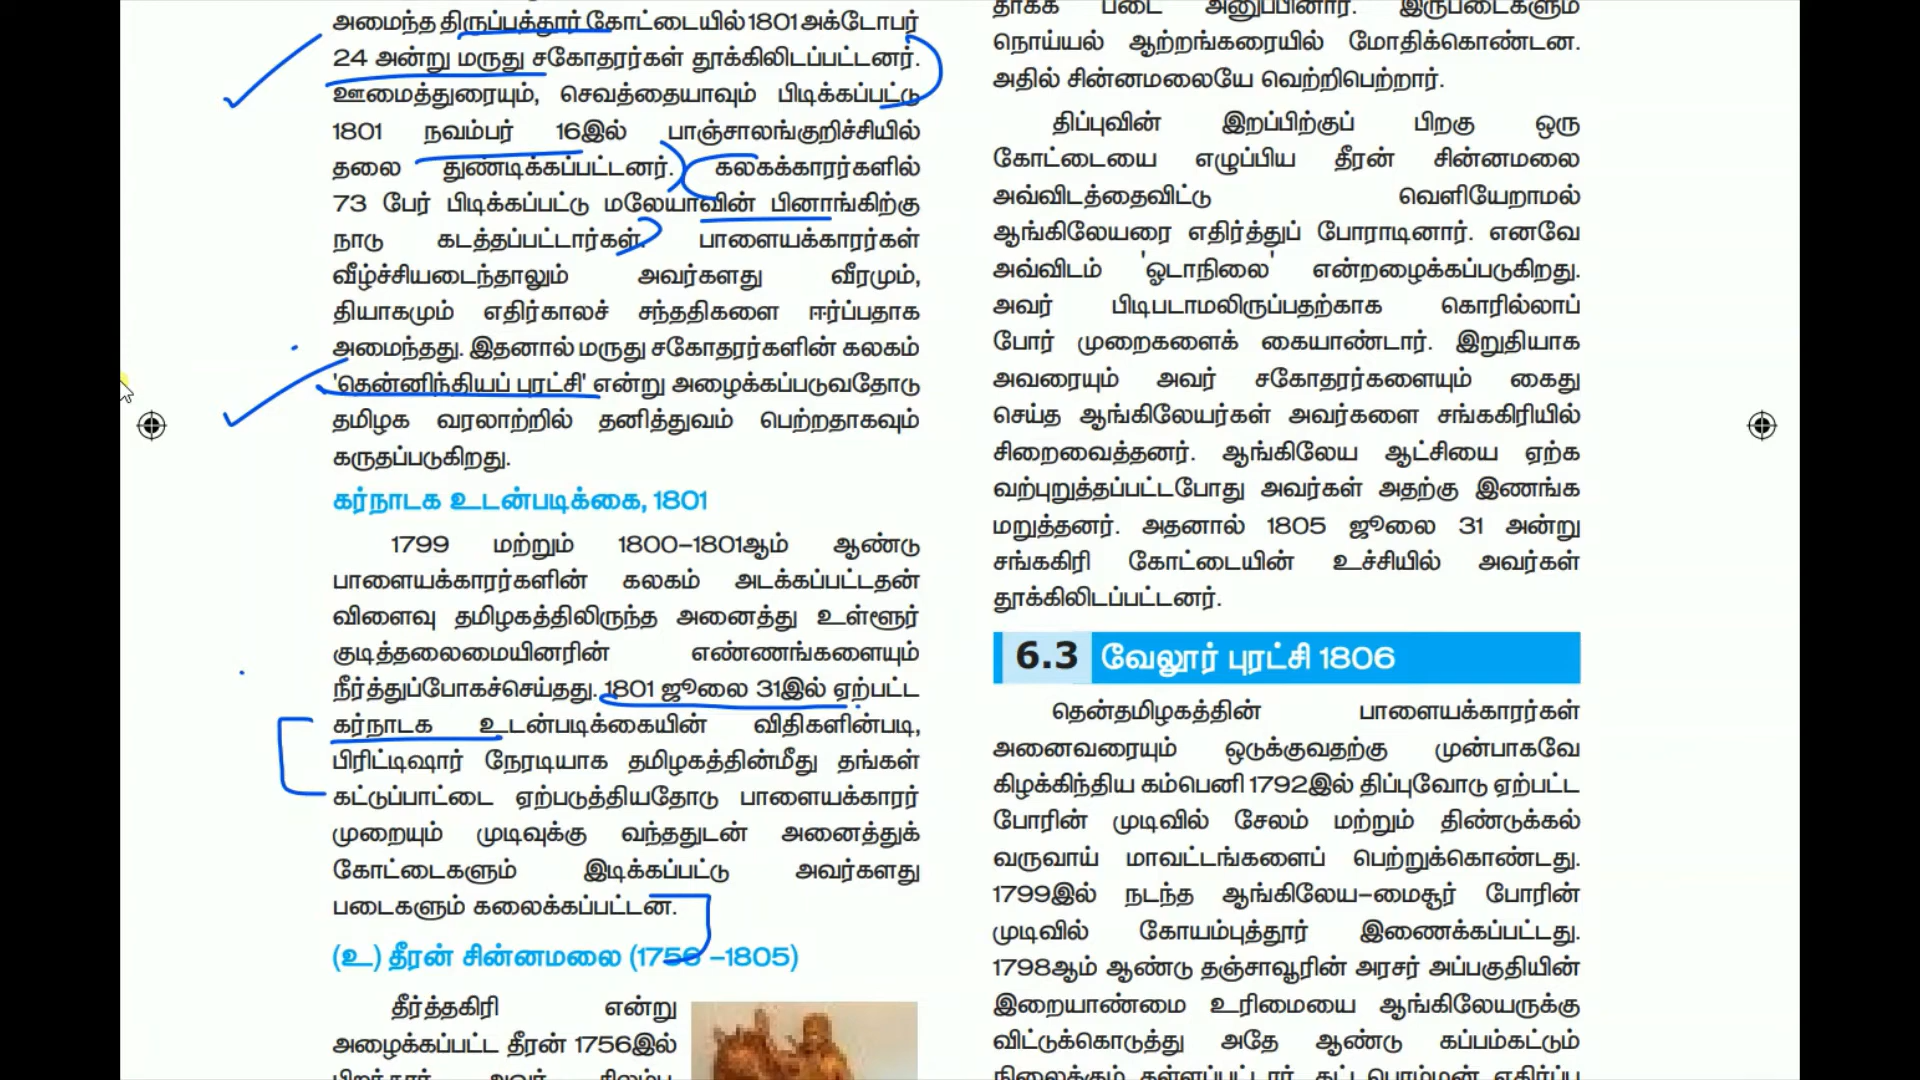 அமைந்த திருப்பத்தூர் கோட்டையில் 1801 அக்டோபர்
24 அன்று மருது சகோதரர்கள் தூக்கிலிடப்பட்டனர்.
ஊமைத்துரையும், செவத்தையாவும் பிடிக்கப்பட்டு
1801 நவம்பர் 16இல் பாஞ்சாலங்குறிச்சியில்
தலை துண்டிக்கப்பட்டனர். கலகக்காரர்களில்
73 பேர் பிடிக்கப்பட்டு மலேயாவின் பினாங்கிற்கு
நாடு கடத்தப்பட்டார்கள். பாளையக்காரர்கள்
வீழ்ச்சியடைந்தாலும் அவர்களது வீரமும்,
தியாகமும் எதிர்காலச் சந்ததிகளை ஈர்ப்பதாக
அமைந்தது. இதனால் மருது சகோதரர்களின் கலகம்
'தென்னிந்தியப் புரட்சி' என்று அழைக்கப்படுவதோடு
தமிழக வரலாற்றில் தனித்துவம் பெற்றதாகவும்
கருதப்படுகிறது.
கர்நாடக உடன்படிக்கை, 1801
1799 மற்றும் 1800–1801ஆம் ஆண்டு
பாளையக்காரர்களின் கலகம் அடக்கப்பட்டதன்
விளைவு தமிழகத்திலிருந்த அனைத்து உள்ளூர்
குடித்தலைமையினரின் எண்ணங்களையும்
நீர்த்துப்போகச்செய்தது. 1801 ஜூலை 31இல் ஏற்பட்ட
கர்நாடக உடன்படிக்கையின் விதிகளின்படி,
பிரிட்டிஷார் நேரடியாக தமிழகத்தின்மீது தங்கள்
கட்டுப்பாட்டை ஏற்படுத்தியதோடு பாளையக்காரர்
முறையும் முடிவுக்கு வந்ததுடன் அனைத்துக்
கோட்டைகளும் இடிக்கப்பட்டு அவர்களது
படைகளும் கலைக்கப்பட்டன.
(உ) தீரன் சின்னமலை (1756 –1805)
தீர்த்தகிரி என்று
அழைக்கப்பட்ட தீரன் 1756இல்
தாக்க படை அனுப்பினார். இருபடைகளும்
நொய்யல் ஆற்றங்கரையில் மோதிக்கொண்டன.
அதில் சின்னமலையே வெற்றிபெற்றார்.
திப்புவின் இறப்பிற்குப் பிறகு ஒரு
கோட்டையை எழுப்பிய தீரன் சின்னமலை
அவ்விடத்தைவிட்டு வெளியேறாமல்
ஆங்கிலேயரை எதிர்த்துப் போராடினார். எனவே
அவ்விடம் 'ஓடாநிலை' என்றழைக்கப்படுகிறது.
அவர் பிடிபடாமலிருப்பதற்காக கொரில்லாப்
போர் முறைகளைக் கையாண்டார். இறுதியாக
அவரையும் அவர் சகோதரர்களையும் கைது
செய்த ஆங்கிலேயர்கள் அவர்களை சங்ககிரியில்
சிறைவைத்தனர். ஆங்கிலேய ஆட்சியை ஏற்க
வற்புறுத்தப்பட்டபோது அவர்கள் அதற்கு இணங்க
மறுத்தனர். அதனால் 1805 ஜூலை 31 அன்று
சங்ககிரி கோட்டையின் உச்சியில் அவர்கள்
தூக்கிலிடப்பட்டனர்.
6.3 வேலூர் புரட்சி 1806
தென்தமிழகத்தின் பாளையக்காரர்கள்
அனைவரையும் ஒடுக்குவதற்கு முன்பாகவே
கிழக்கிந்திய கம்பெனி 1792இல் திப்புவோடு ஏற்பட்ட
போரின் முடிவில் சேலம் மற்றும் திண்டுக்கல்
வருவாய் மாவட்டங்களைப் பெற்றுக்கொண்டது.
1799இல் நடந்த ஆங்கிலேய–மைசூர் போரின்
முடிவில் கோயம்புத்தூர் இணைக்கப்பட்டது.
1798ஆம் ஆண்டு தஞ்சாவூரின் அரசர் அப்பகுதியின்
இறையாண்மை உரிமையை ஆங்கிலேயருக்கு
விட்டுக்கொடுத்து அதே ஆண்டு கப்பம்கட்டும்
நிலைக்கும் தள்ளப்பட்டார். கட்டபொம்மன் எதிர்ப்பு